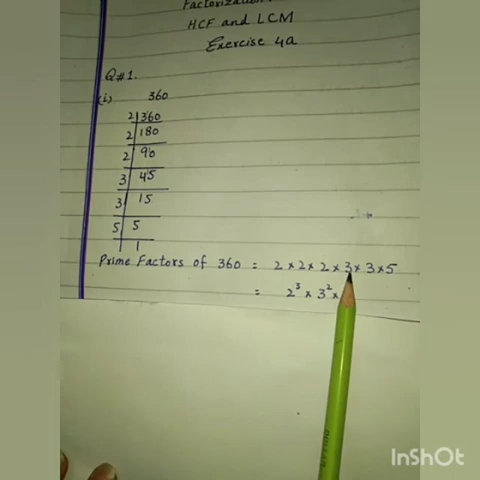 Factorization
HCF and LCM
Exercise 4a
Q#1.
(i) 360
2 | 360
2 | 180
2 | 90
3 | 45
3 | 15
5 | 5
| 1
Prime Factors of 360 = 2 × 2 × 2 × 3 × 3 × 5
= 2³ × 3² ×
InShOt